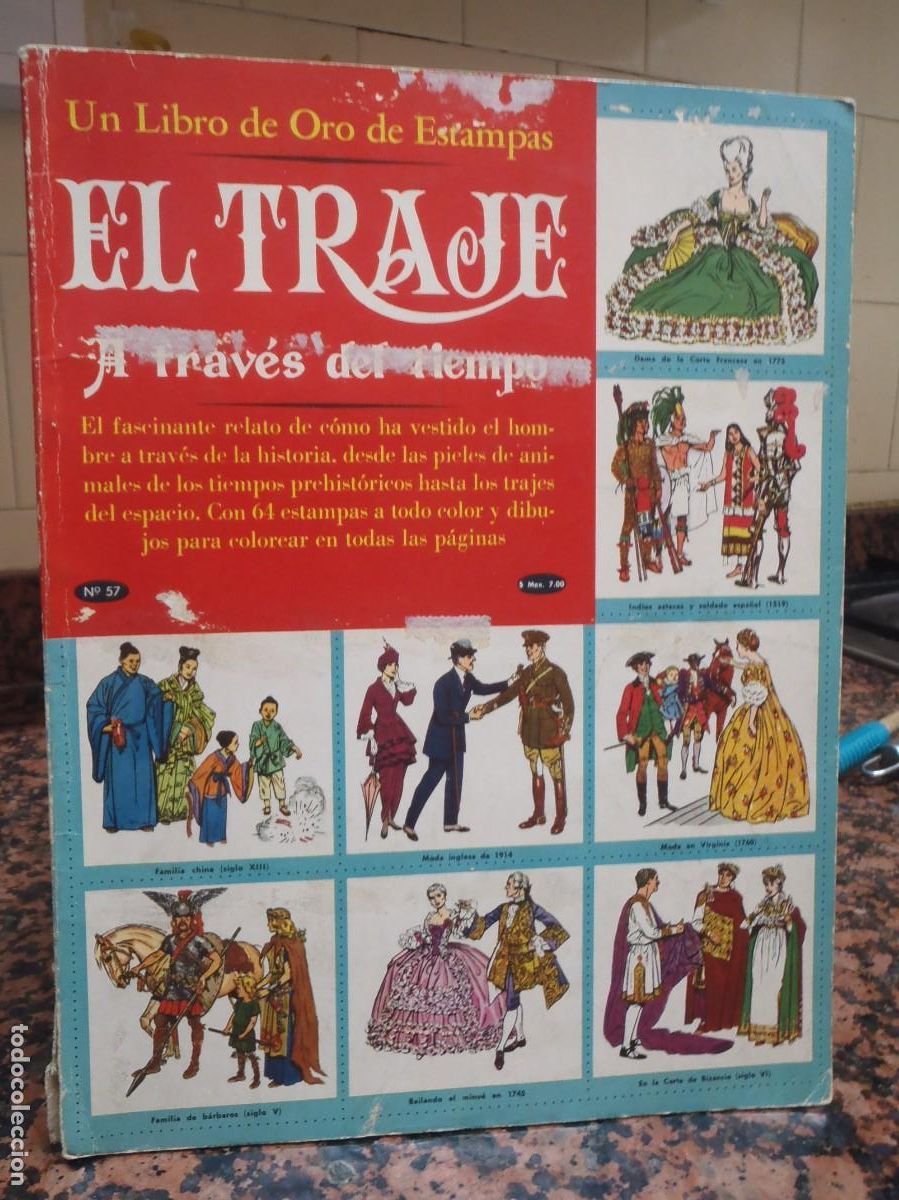 Un Libro de Oro de Estampas
EL TRAJE
A través del tiempo
El fascinante relato de cómo ha vestido el hom-
bre a través de la historia, desde las pieles de ani-
males de los tiempos prehistóricos hasta los trajes
del espacio. Con 64 estampas a todo color y dibu-
jos para colorear en todas las páginas
Nº 57
$ Mex. 7.00
Dama de la Corte Francesa en 1775
Indios aztecas y soldado español (1519)
Familia china (siglo XIII)
Moda inglesa de 1914
Moda en Virginia (1760)
Familia de bárbaros (siglo V)
Bailando el minué en 1745
En la Corte de Bizancio (siglo VI)
todocoleccion